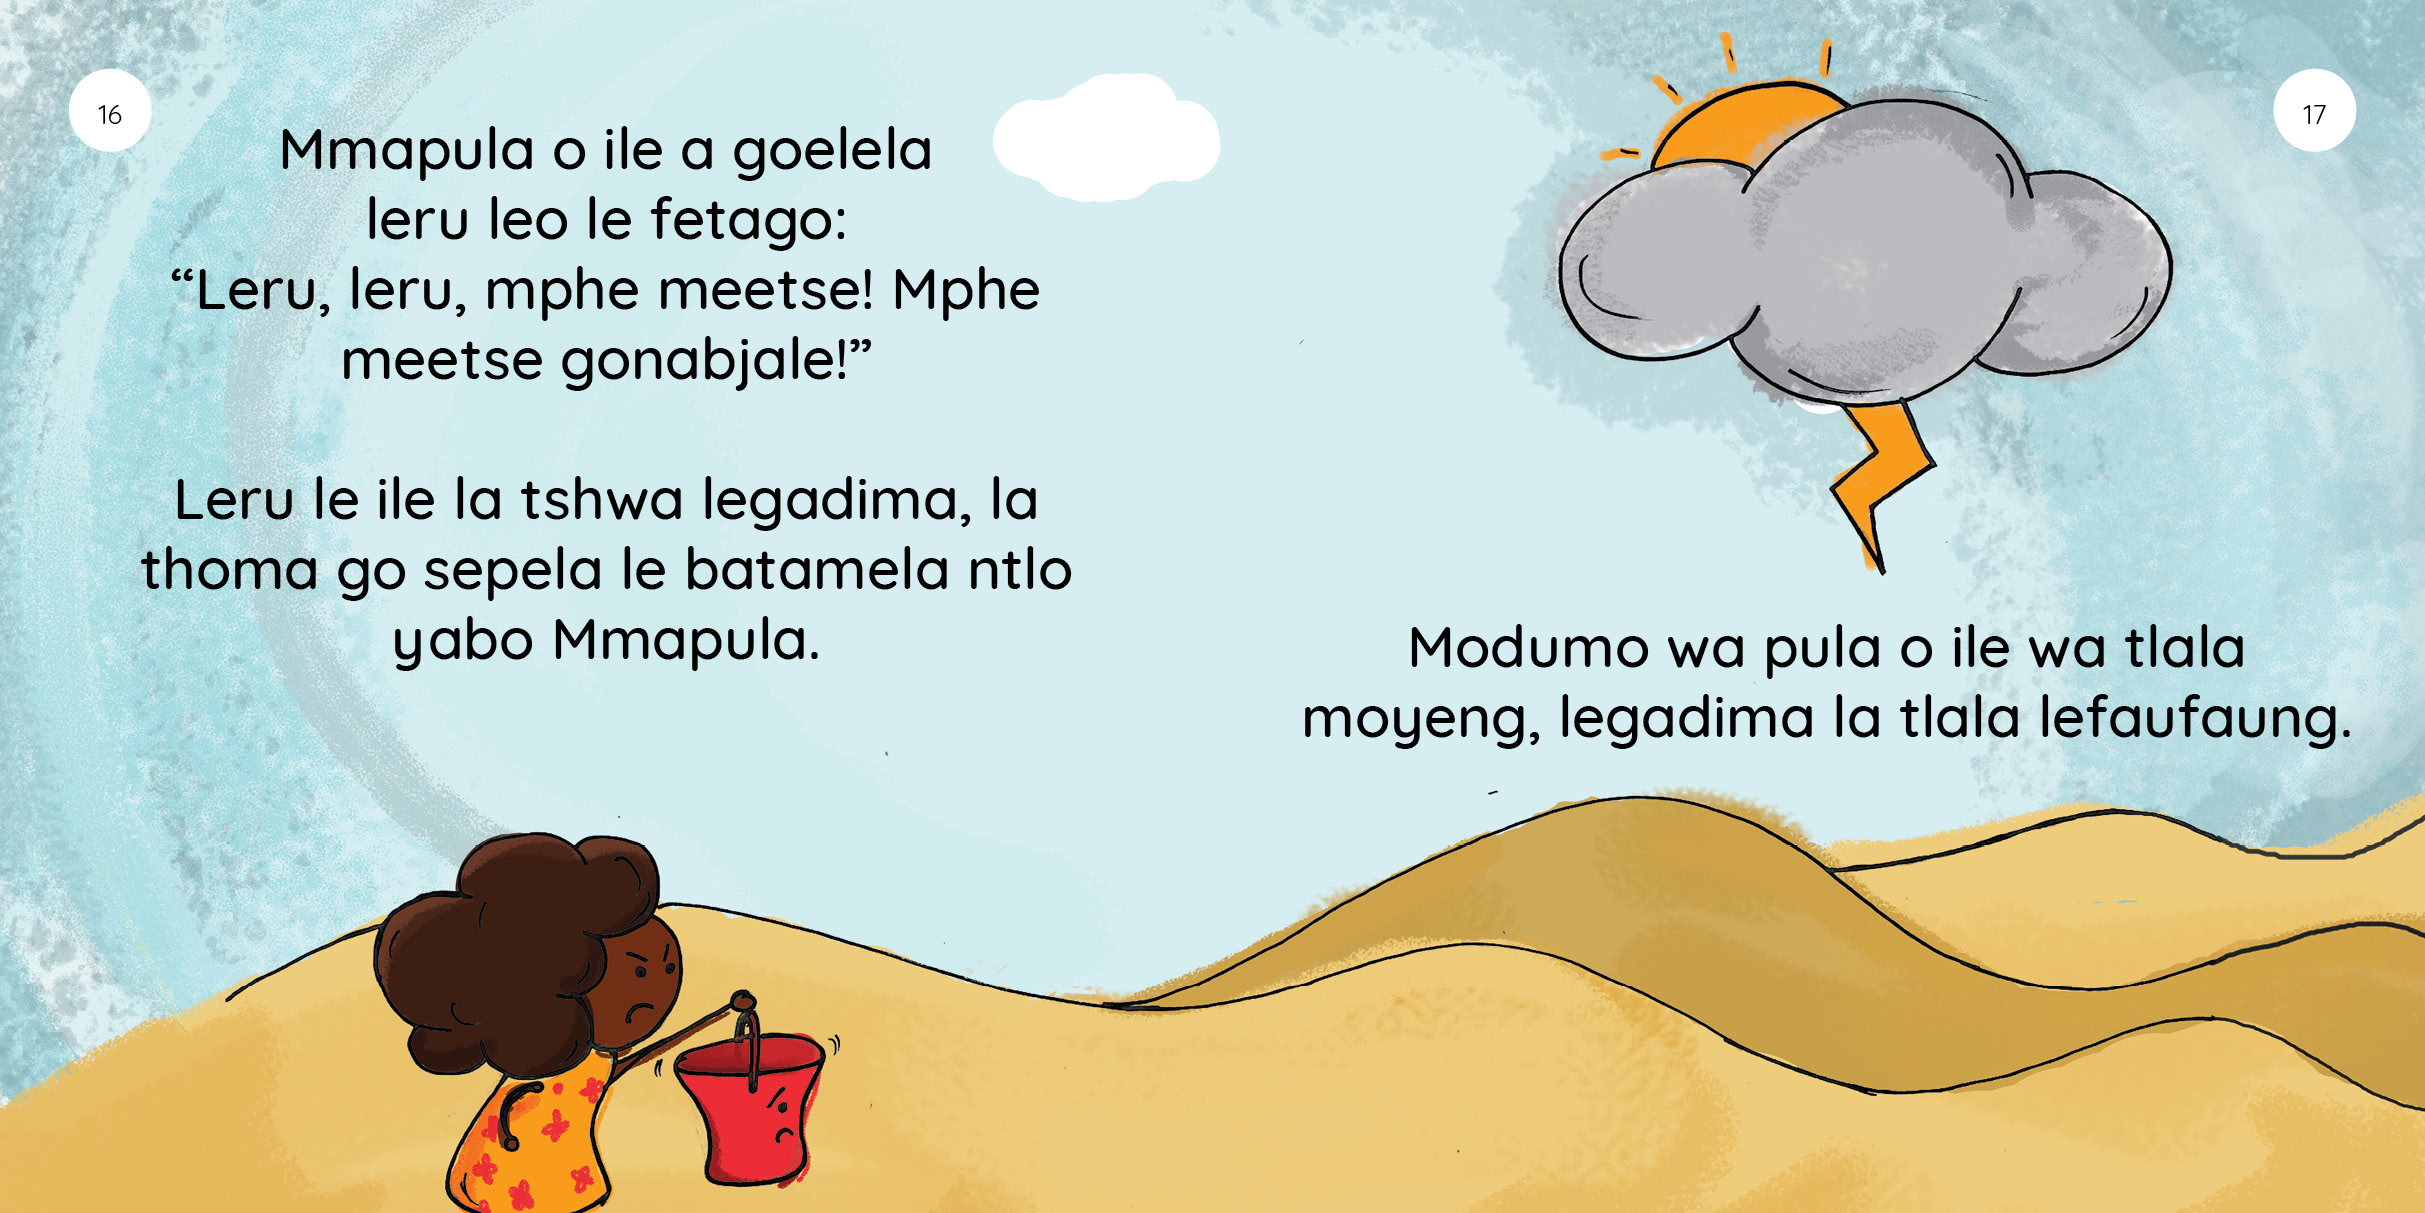 16
Mmapula o ile a goelela
leru leo le fetago:
“Leru, leru, mphe meetse! Mphe
meetse gonabjale!”
Leru le ile la tshwa legadima, la
thoma go sepela le batamela ntlo
yabo Mmapula.
17
Modumo wa pula o ile wa tlala
moyeng, legadima la tlala lefaufaung.